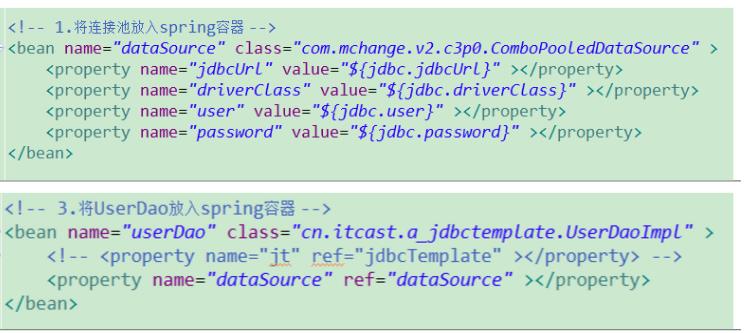 <!-- 1.将连接池放入spring容器 -->
<bean name="dataSource" class="com.mchange.v2.c3p0.ComboPooledDataSource" >
<property name="jdbcUrl" value="${jdbc.jdbcUrl}" ></property>
<property name="driverClass" value="${jdbc.driverClass}" ></property>
<property name="user" value="${jdbc.user}" ></property>
<property name="password" value="${jdbc.password}" ></property>
</bean>
<!-- 3.将UserDao放入spring容器 -->
<bean name="userDao" class="cn.itcast.a_jdbctemplate.UserDaoImpl" >
<!-- <property name="jt" ref="jdbcTemplate" ></property> -->
<property name="dataSource" ref="dataSource" ></property>
</bean>